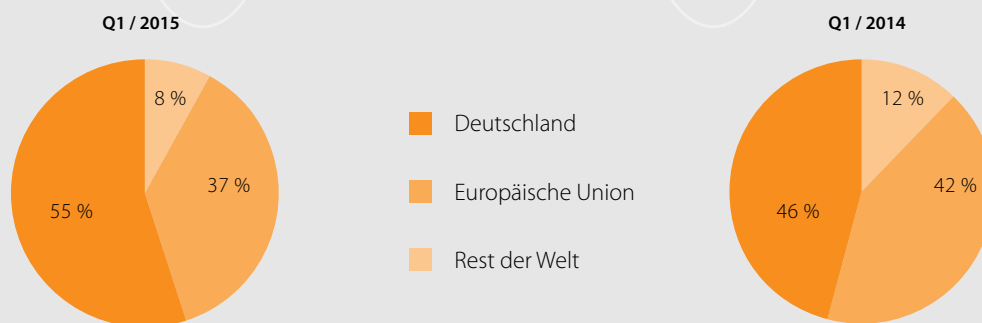 Q1 / 2015
8 %
37 %
55 %
Deutschland
Europäische Union
Rest der Welt
Q1 / 2014
12 %
42 %
46 %